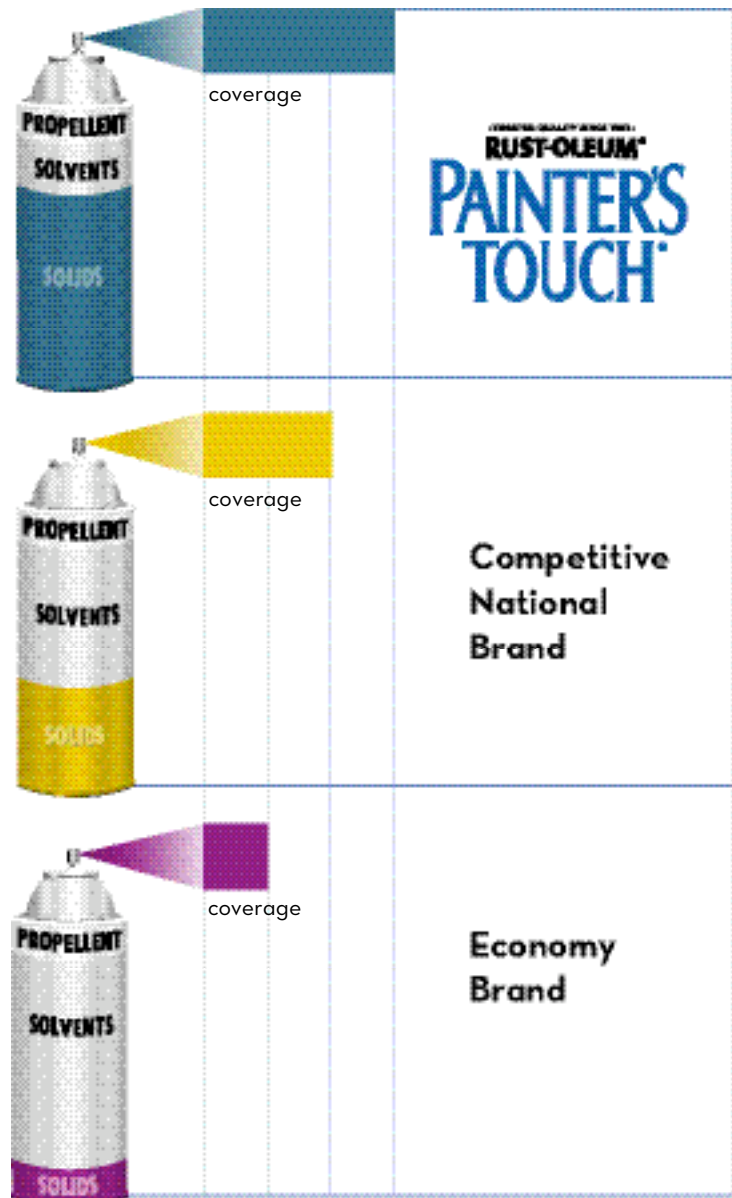 coverage
PROPELLENT
SOLVENTS
SOLIDS
RUST-OLEUM®
PAINTER'S
TOUCH®
coverage
PROPELLENT
SOLVENTS
SOLIDS
Competitive
National
Brand
coverage
PROPELLENT
SOLVENTS
SOLIDS
Economy
Brand